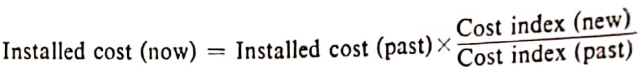 Installed cost (now) = Installed cost (past) × Cost index (new) / Cost index (past)